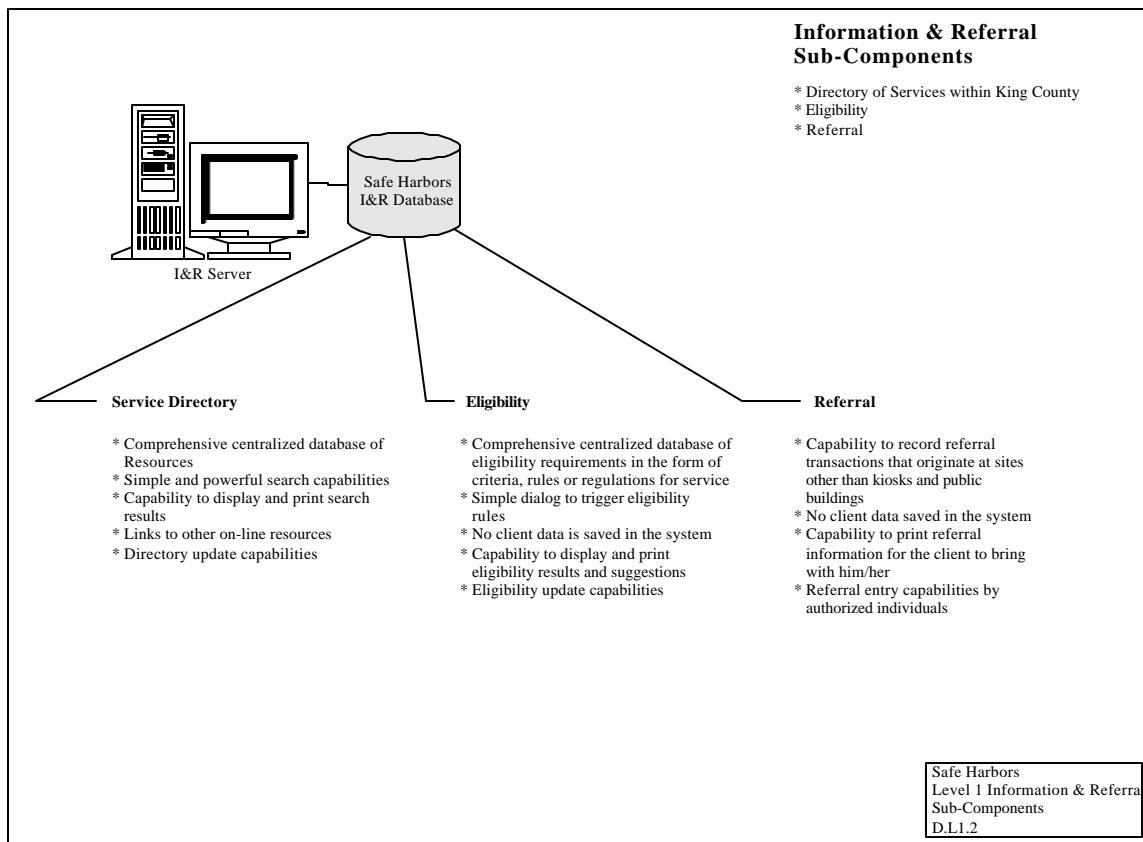 Information & Referral
Sub-Components
* Directory of Services within King County
* Eligibility
* Referral
Safe Harbors
I&R Database
I&R Server
Service Directory
* Comprehensive centralized database of
Resources
* Simple and powerful search capabilities
* Capability to display and print search
results
* Links to other on-line resources
* Directory update capabilities
Eligibility
* Comprehensive centralized database of
eligibility requirements in the form of
criteria, rules or regulations for service
* Simple dialog to trigger eligibility
rules
* No client data is saved in the system
* Capability to display and print
eligibility results and suggestions
* Eligibility update capabilities
Referral
* Capability to record referral
transactions that originate at sites
other than kiosks and public
buildings
* No client data saved in the system
* Capability to print referral
information for the client to bring
with him/her
* Referral entry capabilities by
authorized individuals
Safe Harbors
Level 1 Information & Referra
Sub-Components
D.L1.2